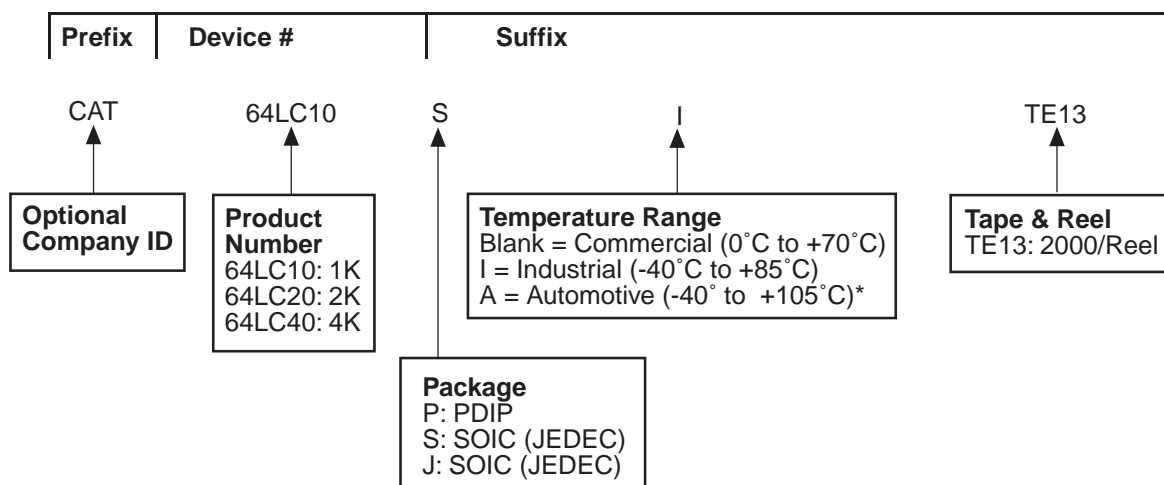 Prefix Device # Suffix
CAT 64LC10 S I TE13
Optional
Company ID
Product
Number
64LC10: 1K
64LC20: 2K
64LC40: 4K
Temperature Range
Blank = Commercial (0˚C to +70˚C)
I = Industrial (-40˚C to +85˚C)
A = Automotive (-40˚ to +105˚C)*
Tape & Reel
TE13: 2000/Reel
Package
P: PDIP
S: SOIC (JEDEC)
J: SOIC (JEDEC)